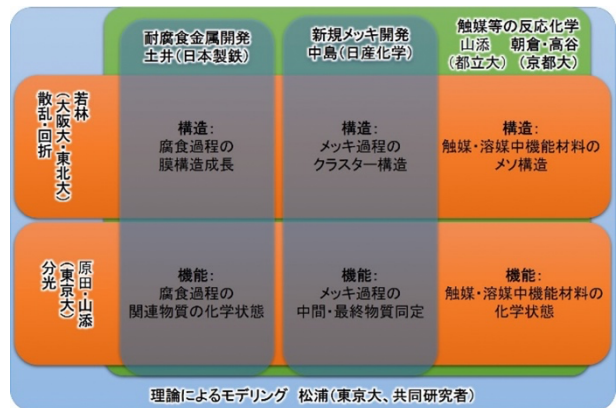 耐腐食金属開発
土井(日本製鉄)
新規メッキ開発
中島(日産化学)
触媒等の反応化学
山添 朝倉・高谷
(都立大) (京都大)
若林
(大阪大・東北大)
散乱・回折
構造:
腐食過程の
膜構造成長
構造:
メッキ過程の
クラスター構造
構造:
触媒・溶媒中機能材料の
メソ構造
原田・山添
(東京大)
分光
機能:
腐食過程の
関連物質の化学状態
機能:
メッキ過程の
中間・最終物質同定
機能:
触媒・溶媒中機能材料の
化学状態
理論によるモデリング 松浦(東京大、共同研究者)